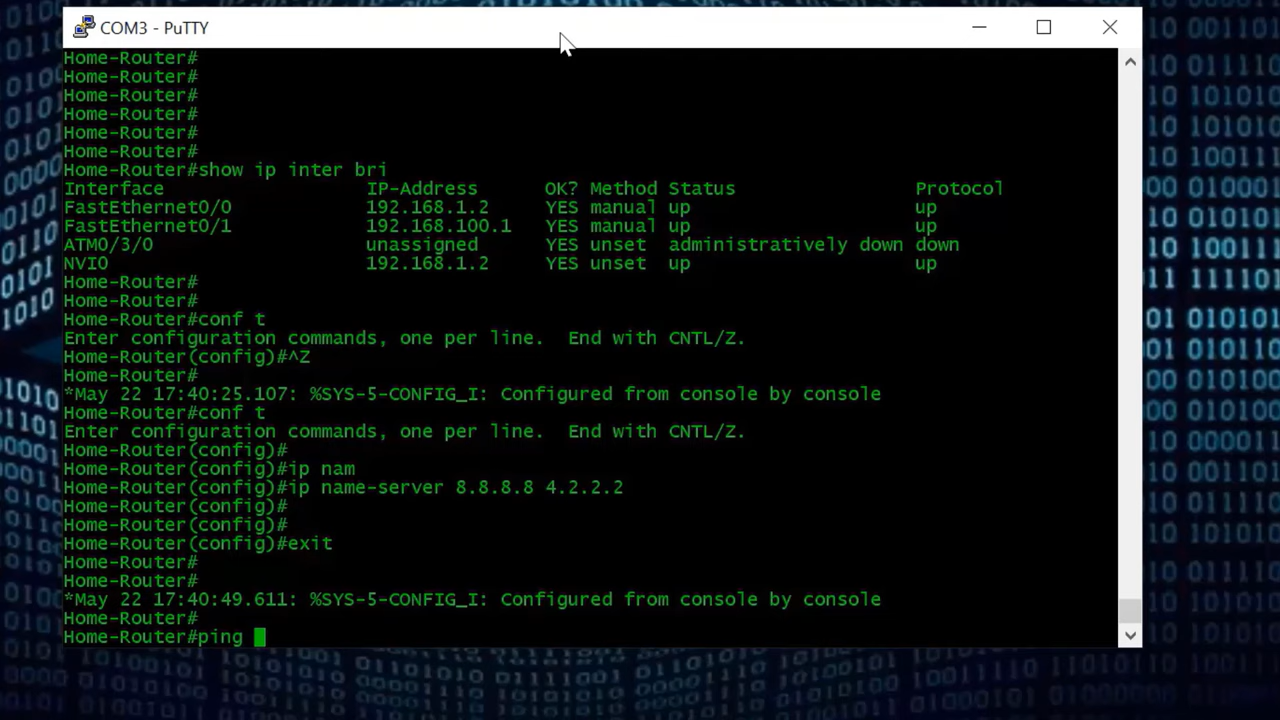 COM3 - PuTTY
Home-Router#
Home-Router#
Home-Router#
Home-Router#
Home-Router#
Home-Router#
Home-Router#show ip inter bri
Interface IP-Address OK? Method Status Protocol
FastEthernet0/0 192.168.1.2 YES manual up up
FastEthernet0/1 192.168.100.1 YES manual up up
ATM0/3/0 unassigned YES unset administratively down down
NVI0 192.168.1.2 YES unset up up
Home-Router#
Home-Router#
Home-Router#conf t
Enter configuration commands, one per line. End with CNTL/Z.
Home-Router(config)#^Z
Home-Router#
*May 22 17:40:25.107: %SYS-5-CONFIG_I: Configured from console by console
Home-Router#conf t
Enter configuration commands, one per line. End with CNTL/Z.
Home-Router(config)#
Home-Router(config)#ip nam
Home-Router(config)#ip name-server 8.8.8.8 4.2.2.2
Home-Router(config)#
Home-Router(config)#
Home-Router(config)#exit
Home-Router#
Home-Router#
*May 22 17:40:49.611: %SYS-5-CONFIG_I: Configured from console by console
Home-Router#
Home-Router#ping